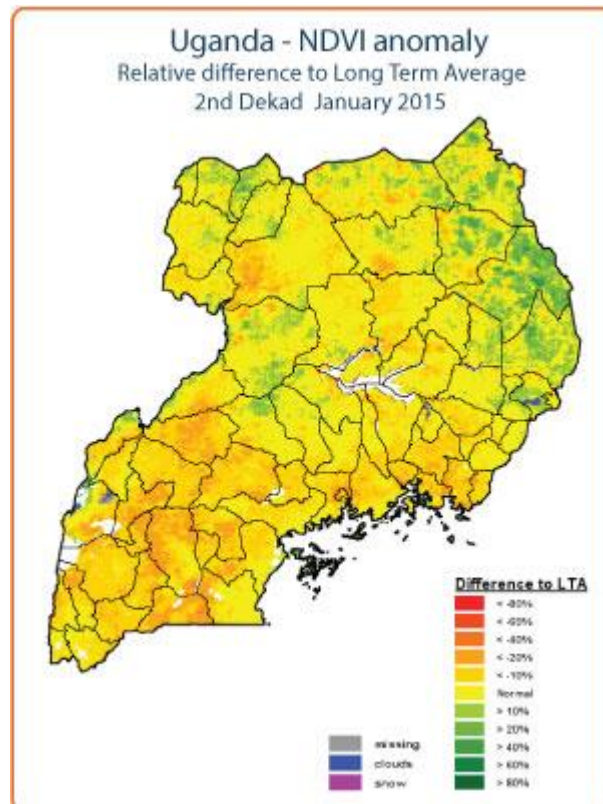 Uganda - NDVI anomaly
Relative difference to Long Term Average
2nd Dekad January 2015
Difference to LTA
< -80%
< -60%
< -40%
< -20%
< -10%
Normal
> 10%
> 20%
> 40%
> 60%
> 80%
missing
clouds
snow